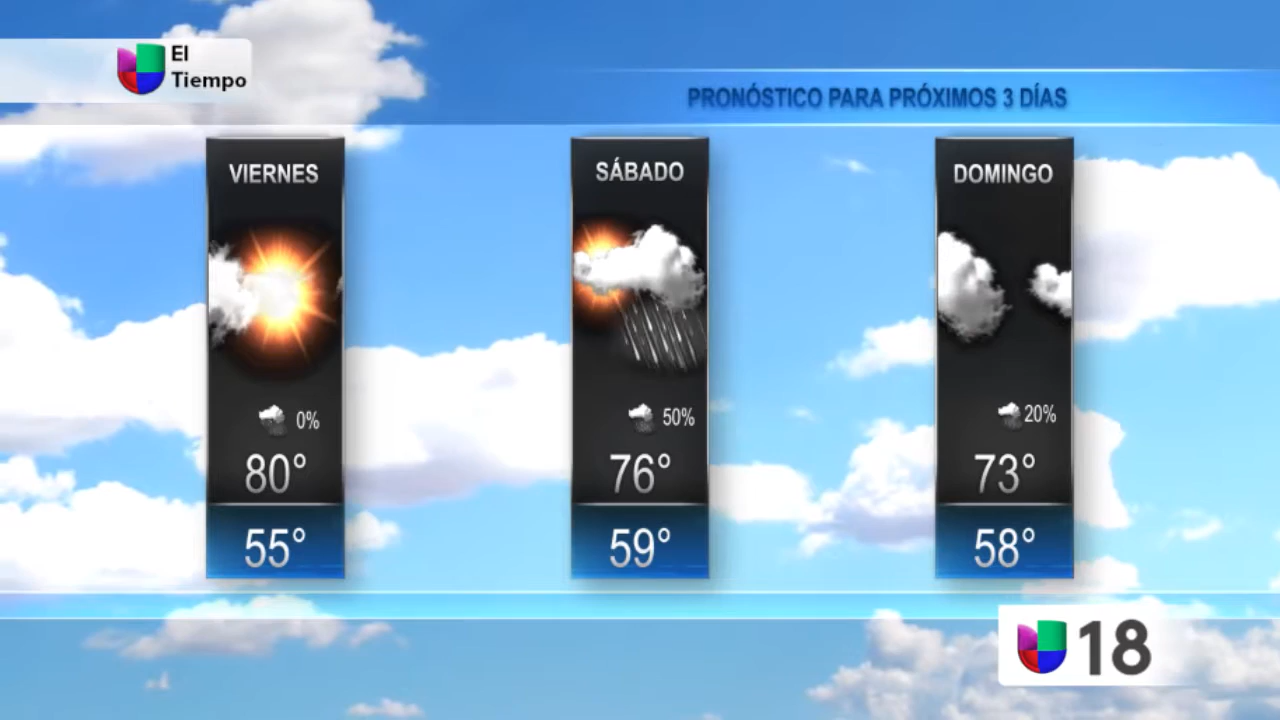 El
Tiempo
PRONÓSTICO PARA PRÓXIMOS 3 DÍAS
VIERNES
0%
80°
55°
SÁBADO
50%
76°
59°
DOMINGO
20%
73°
58°
18